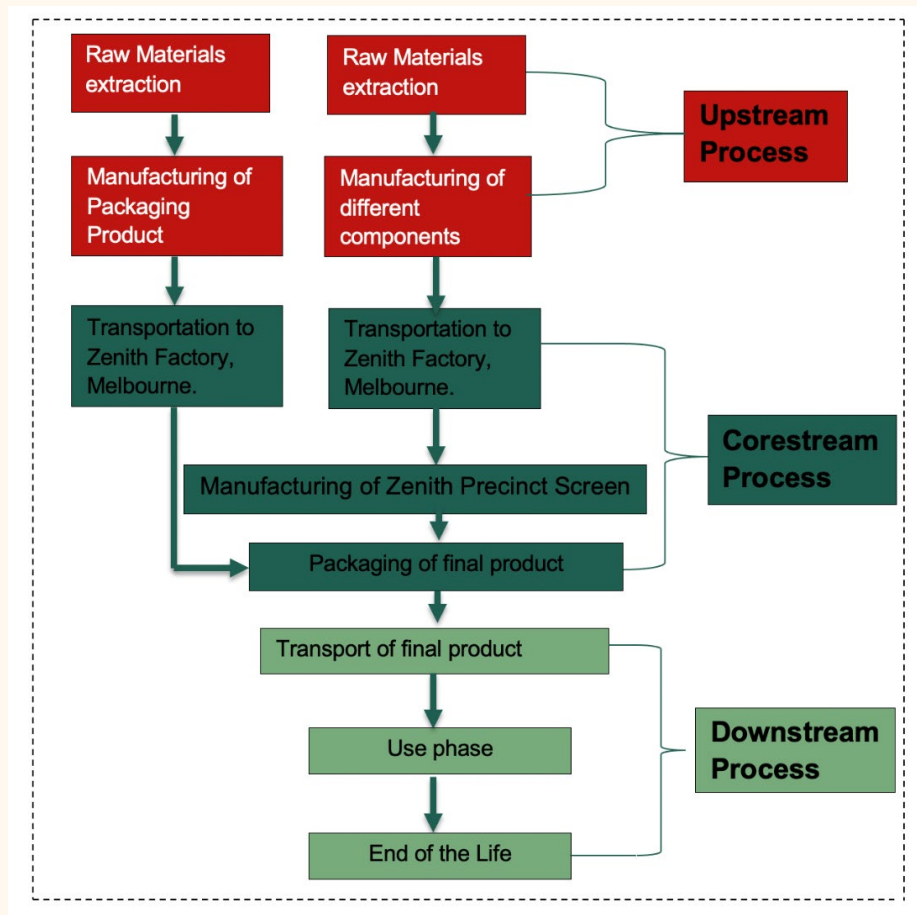 Raw Materials
extraction
Raw Materials
extraction
Upstream
Process
Manufacturing of
Packaging
Product
Manufacturing of
different
components
Transportation to
Zenith Factory,
Melbourne.
Transportation to
Zenith Factory,
Melbourne.
Corestream
Process
Manufacturing of Zenith Precinct Screen
Packaging of final product
Transport of final product
Use phase
Downstream
Process
End of the Life